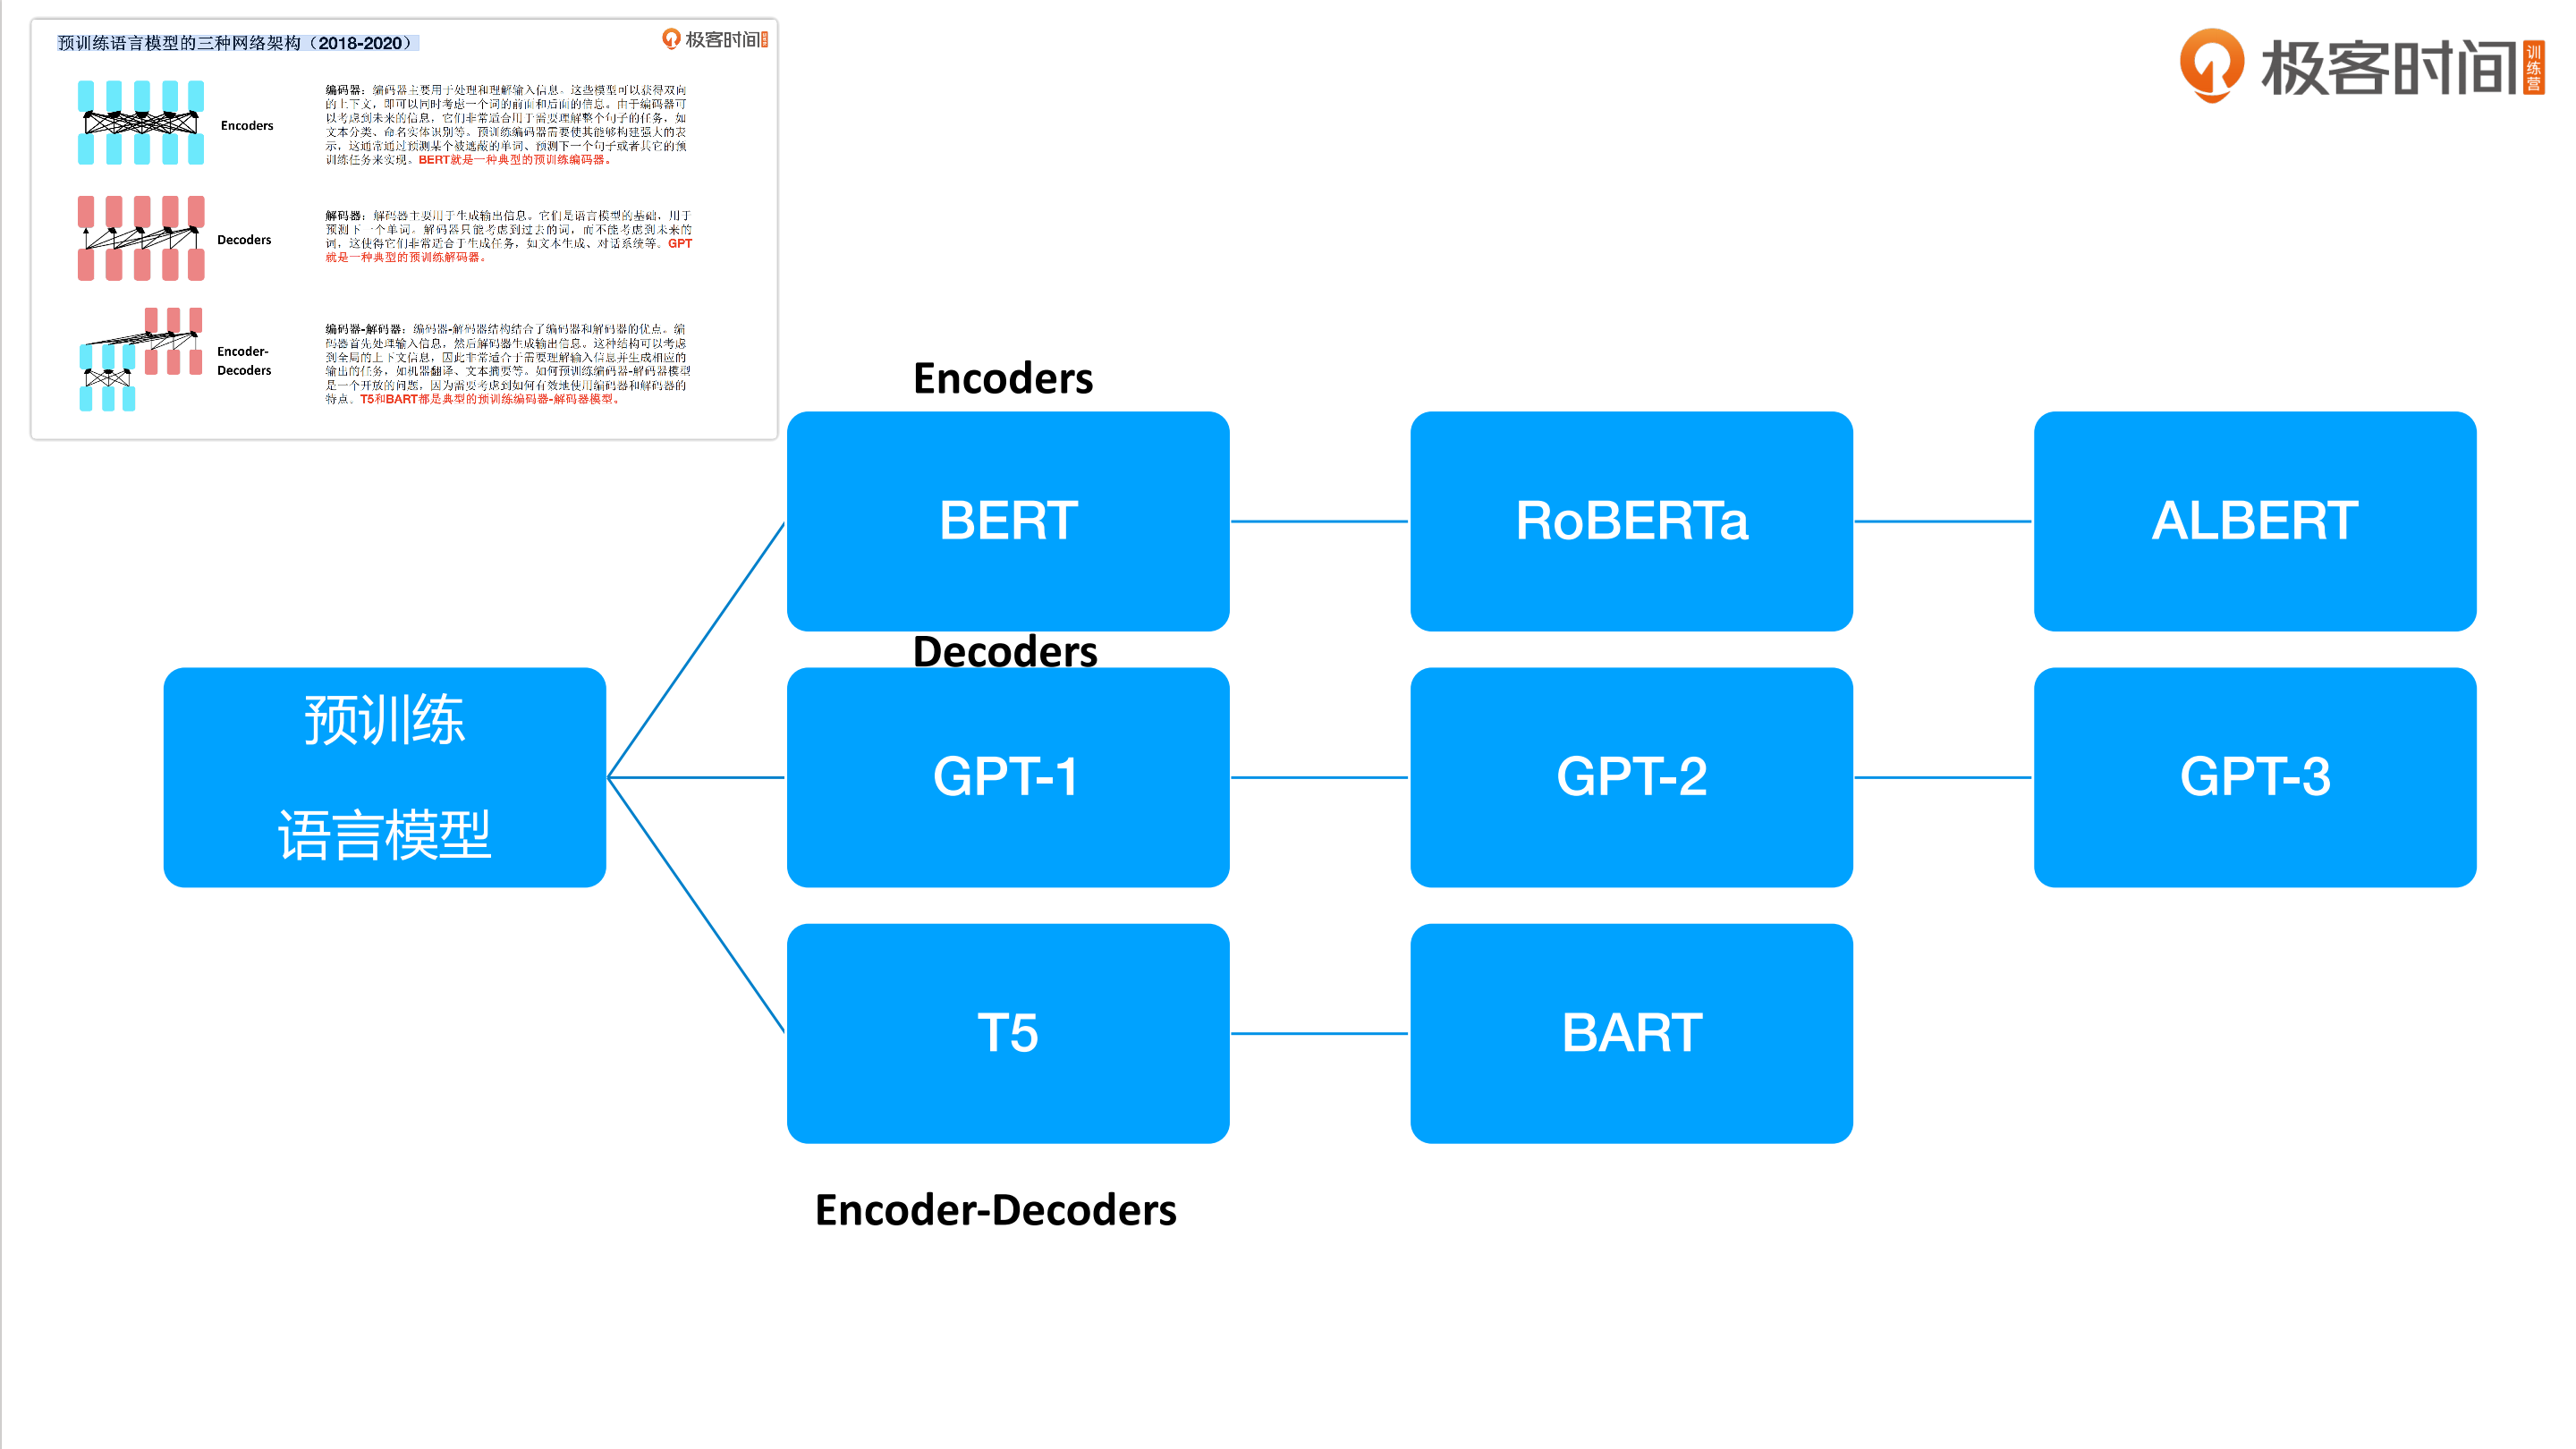 预训练语言模型的三种网络架构（2018-2020）
极客时间
Encoders
编码器：编码器主要用于处理和理解输入信息。这些模型可以获得双向
的上下文，即可以同时考虑一个词的前面和后面的信息。由于编码器可
以考虑到未来的信息，它们非常适合用于需要理解整个句子的任务，如
文本分类、命名实体识别等。预训练编码器需要使其能够构建强大的表
示，这通常通过预测某个被遮蔽的单词、预测下一个句子或者其它的预
训练任务来实现。BERT就是一种典型的预训练编码器。
Decoders
解码器：解码器主要用于生成输出信息。它们是语言模型的基础，用于
预测下一个单词。解码器只能考虑到过去的词，而不能考虑到未来的
词，这使得它们非常适合于生成任务，如文本生成、对话系统等。GPT
就是一种典型的预训练解码器。
Encoder-
Decoders
编码器-解码器：编码器-解码器结构结合了编码器和解码器的优点。编
码器首先处理输入信息，然后解码器生成输出信息。这种结构可以考虑
到全局的上下文信息，因此非常适合于需要理解输入信息并生成相应的
输出的任务，如机器翻译、文本摘要等。如何预训练编码器-解码器模型
是一个开放的问题，因为需要考虑到如何有效地使用编码器和解码器的
特点。T5和BART都是典型的预训练编码器-解码器模型。
极客时间
训练营
Encoders
BERT
RoBERTa
ALBERT
Decoders
预训练
语言模型
GPT-1
GPT-2
GPT-3
T5
BART
Encoder-Decoders